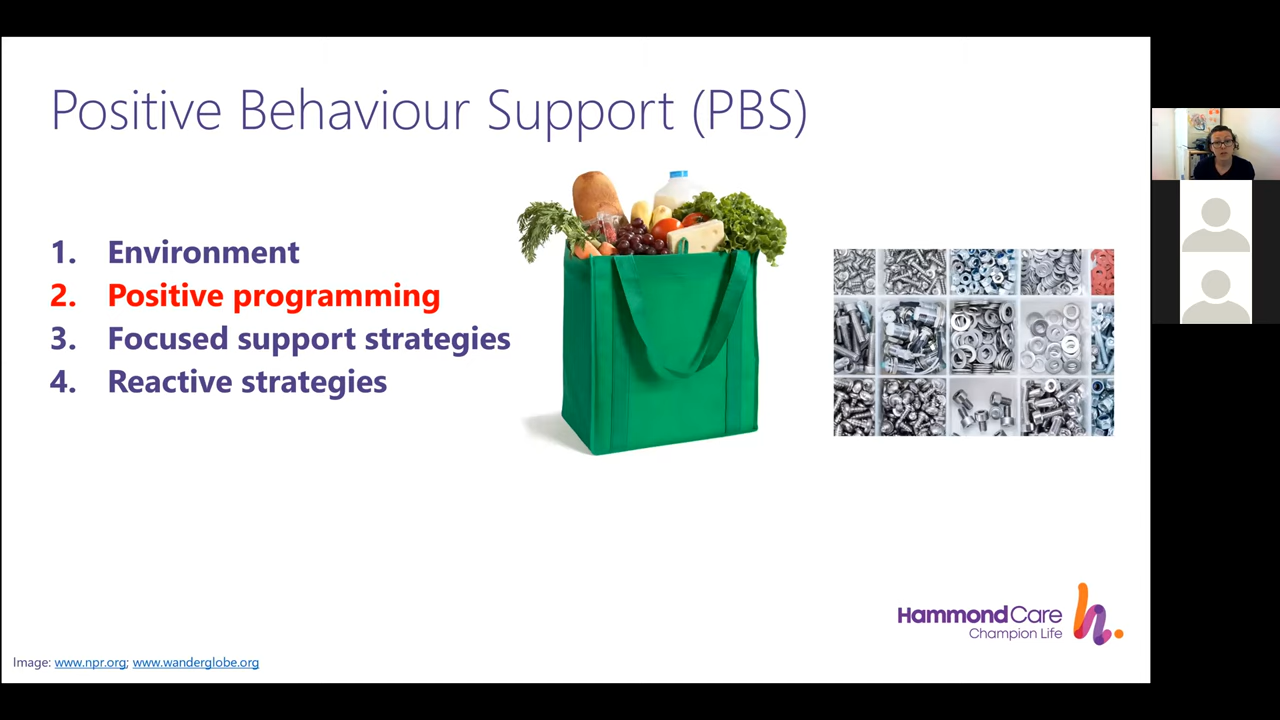 Positive Behaviour Support (PBS)
1. Environment
2. Positive programming
3. Focused support strategies
4. Reactive strategies
HammondCare
Champion Life
Image: www.npr.org; www.wanderglobe.org